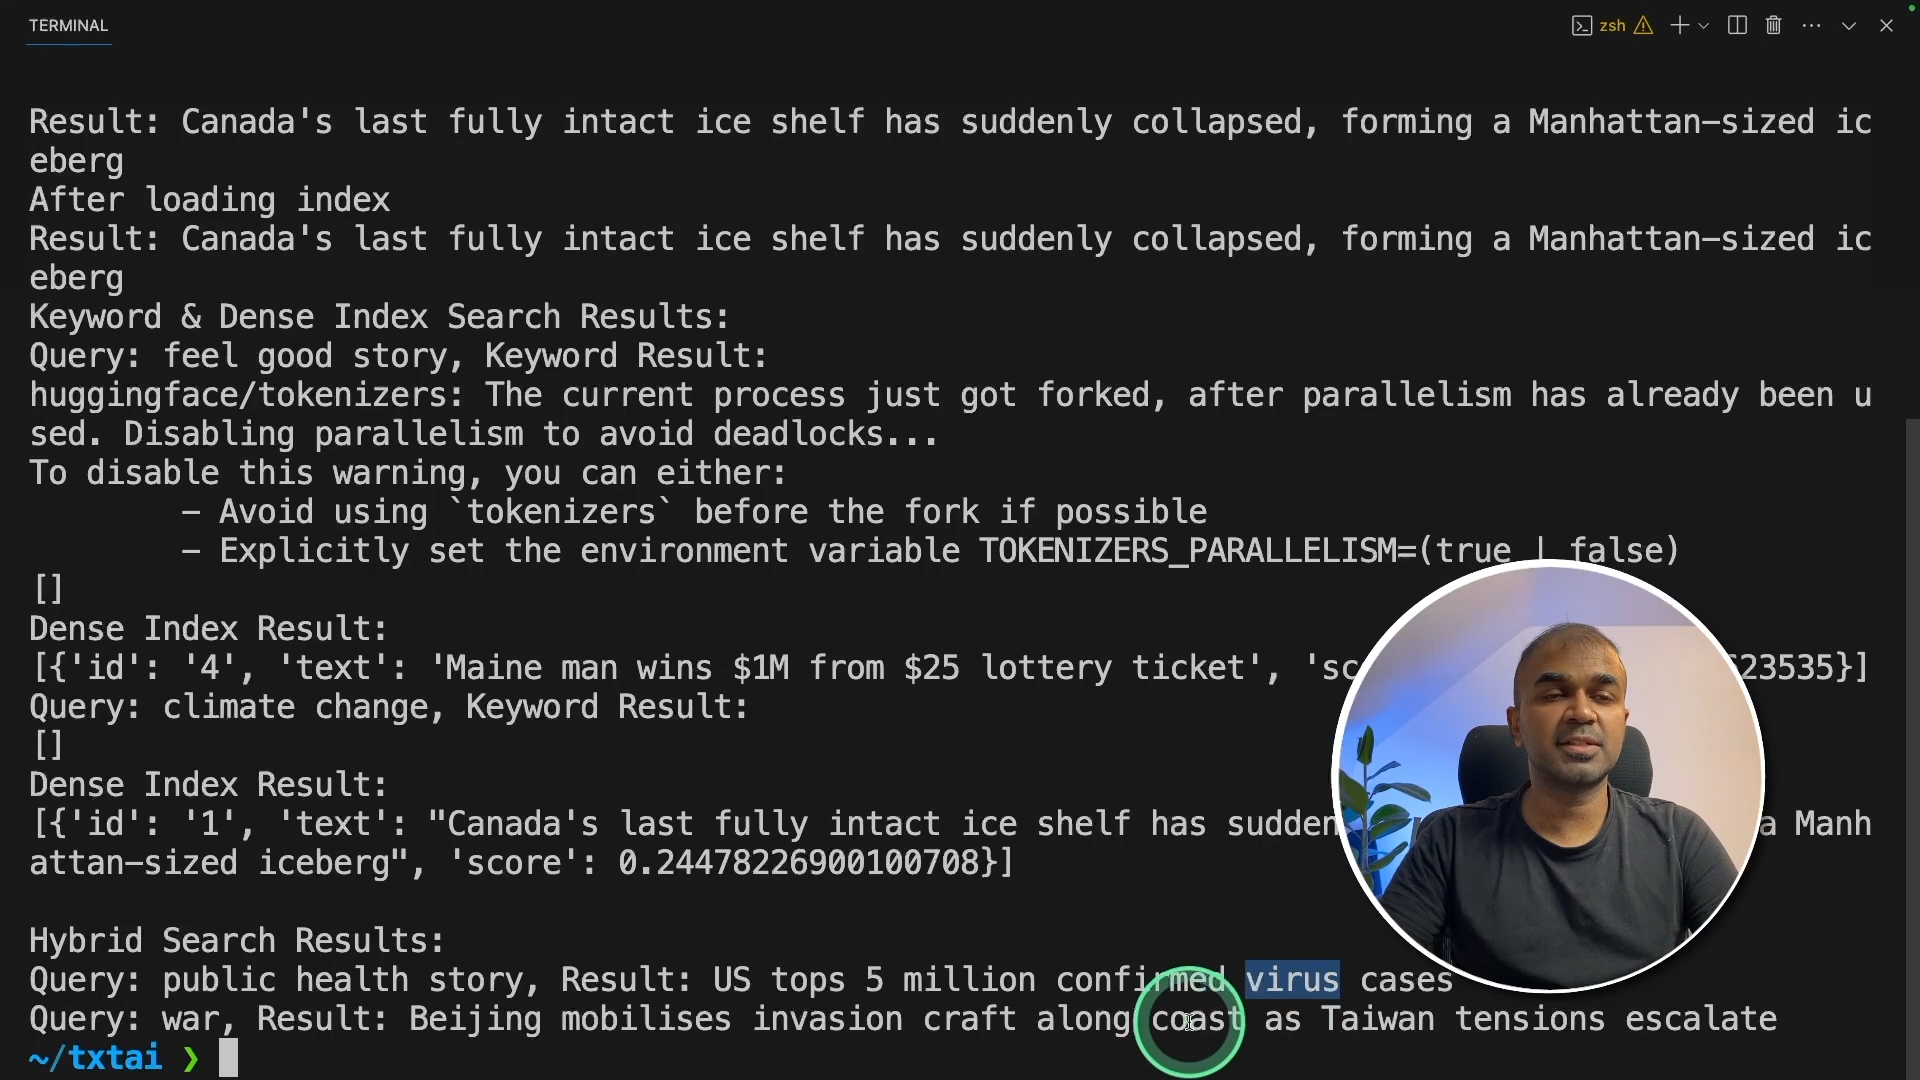 TERMINAL
zsh
Result: Canada's last fully intact ice shelf has suddenly collapsed, forming a Manhattan-sized ic
eberg
After loading index
Result: Canada's last fully intact ice shelf has suddenly collapsed, forming a Manhattan-sized ic
eberg
Keyword & Dense Index Search Results:
Query: feel good story, Keyword Result:
huggingface/tokenizers: The current process just got forked, after parallelism has already been u
sed. Disabling parallelism to avoid deadlocks...
To disable this warning, you can either:
- Avoid using `tokenizers` before the fork if possible
- Explicitly set the environment variable TOKENIZERS_PARALLELISM=(true | false)
[]
Dense Index Result:
[{'id': '4', 'text': 'Maine man wins $1M from $25 lottery ticket', 'sc 23535}]
Query: climate change, Keyword Result:
[]
Dense Index Result:
[{'id': '1', 'text': "Canada's last fully intact ice shelf has sudden a Manh
attan-sized iceberg", 'score': 0.24478226900100708}]
Hybrid Search Results:
Query: public health story, Result: US tops 5 million confirmed virus cases
Query: war, Result: Beijing mobilises invasion craft along coast as Taiwan tensions escalate
~/txtai ❯